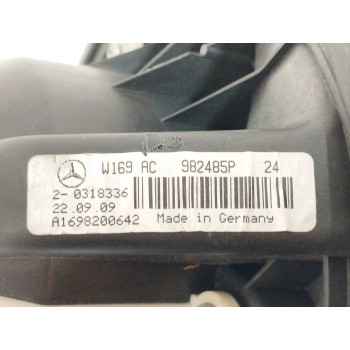 W169 AC 982485P 24
2-0318336
22.09.09
A1698200642 Made in Germany